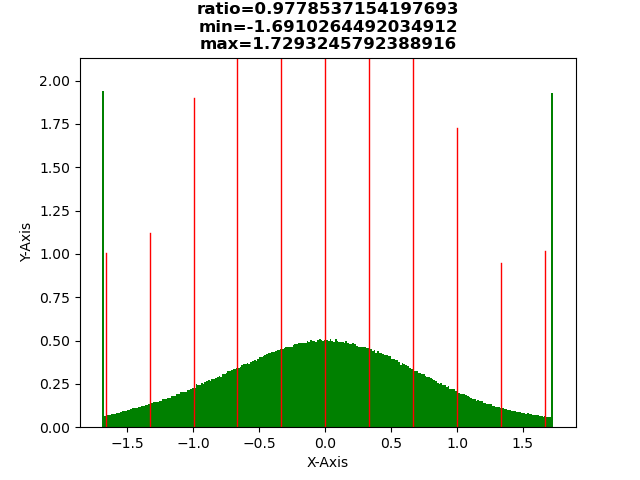 ratio=0.9778537154197693
min=-1.6910264492034912
max=1.7293245792388916
2.00
1.75
1.50
1.25
1.00
0.75
0.50
0.25
0.00
Y-Axis
−1.5 −1.0 −0.5 0.0 0.5 1.0 1.5
X-Axis